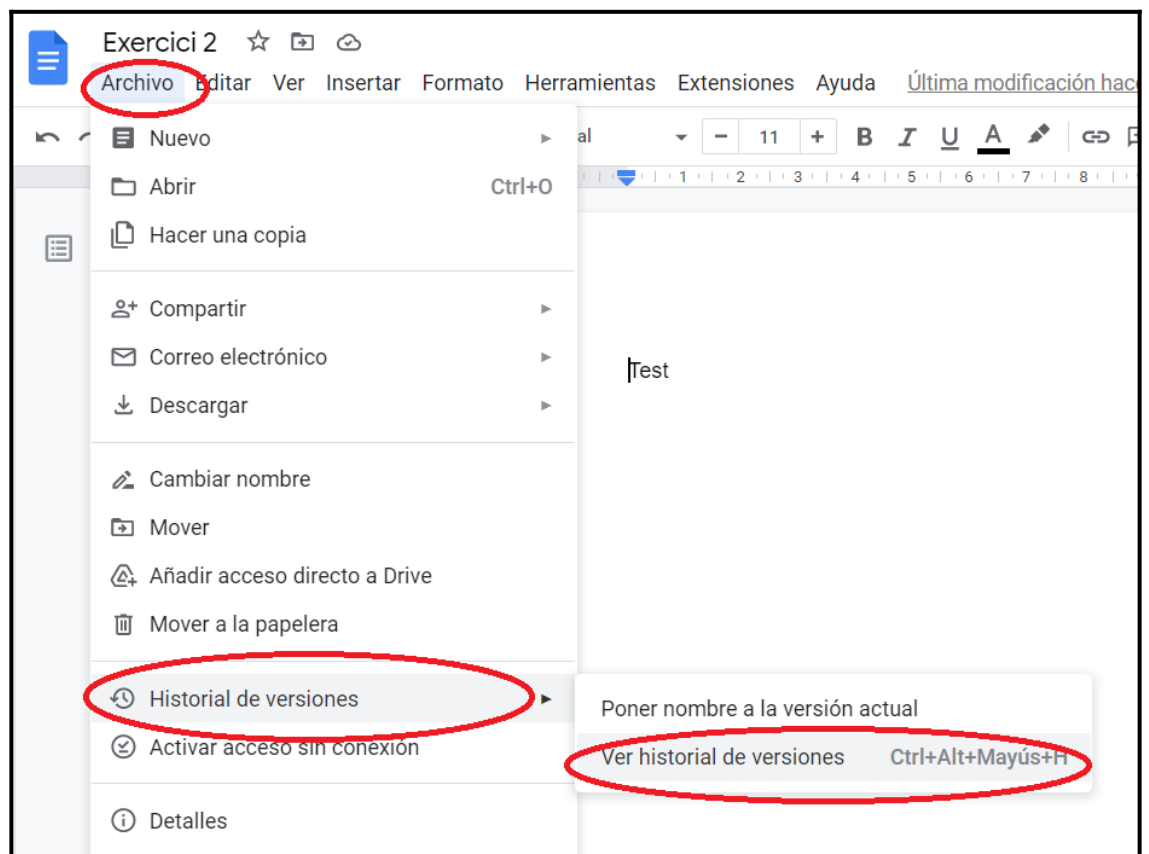 Exercici 2
Archivo Editar Ver Insertar Formato Herramientas Extensiones Ayuda Última modificación hac
al - 11 + B I U A
1 2 3 4 5 6 7 8
Nuevo
Abrir Ctrl+O
Hacer una copia
Compartir
Correo electrónico
Descargar
Test
Cambiar nombre
Mover
Añadir acceso directo a Drive
Mover a la papelera
Historial de versiones
Poner nombre a la versión actual
Activar acceso sin conexión
Ver historial de versiones Ctrl+Alt+Mayús+H
Detalles